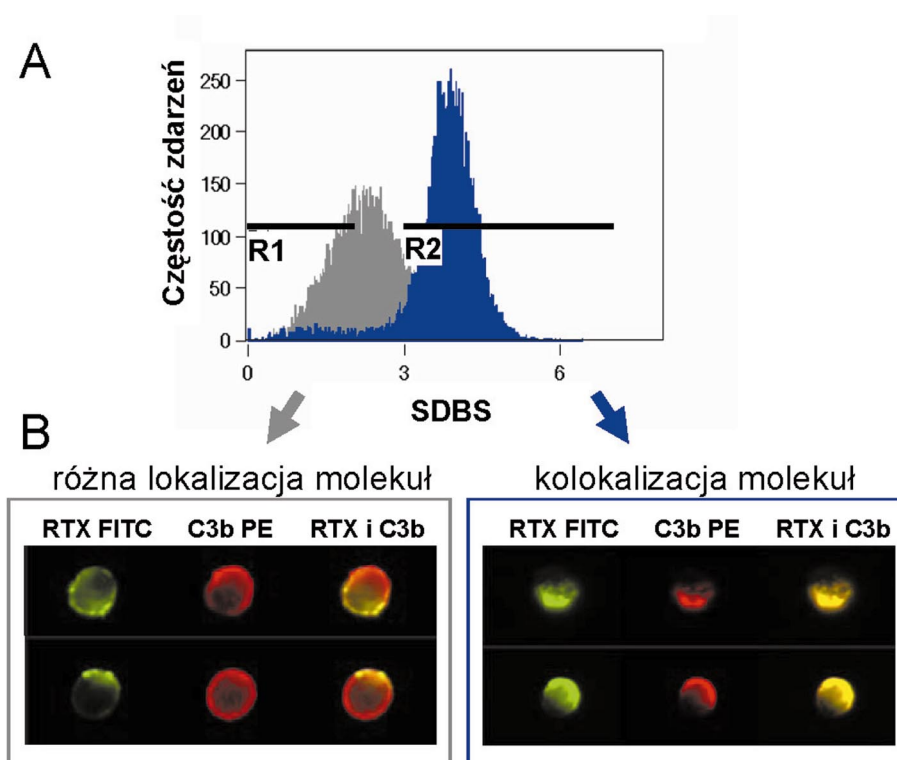 A
Częstość zdarzeń
250
200
150
100
50
0
R1
R2
0 3 6
SDBS
B
różna lokalizacja molekuł
RTX FITC C3b PE RTX i C3b
kolokalizacja molekuł
RTX FITC C3b PE RTX i C3b